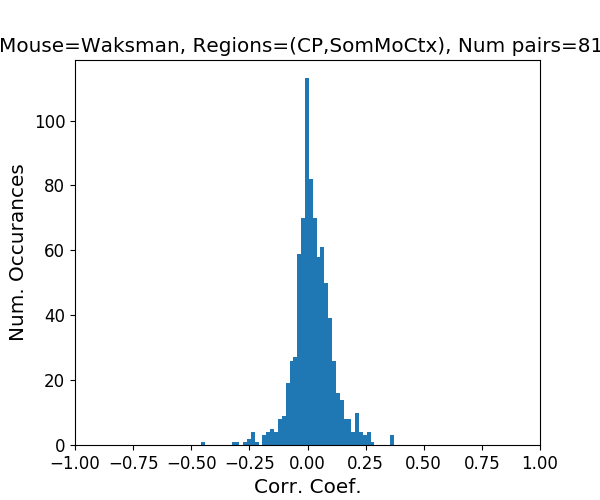 Mouse=Waksman, Regions=(CP,SomMoCtx), Num pairs=81
Num. Occurances
100
80
60
40
20
0
−1.00 −0.75 −0.50 −0.25 0.00 0.25 0.50 0.75 1.00
Corr. Coef.